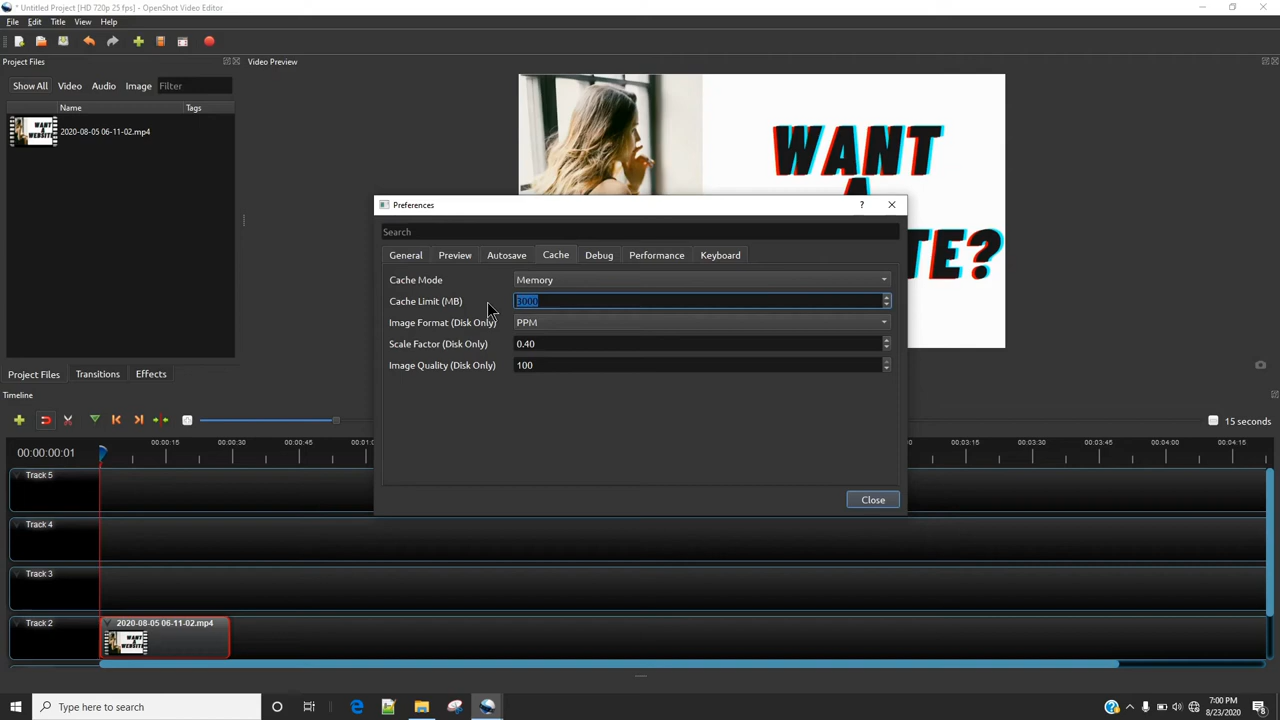 * Untitled Project [HD 720p 25 fps] - OpenShot Video Editor
File Edit Title View Help
Project Files
Video Preview
Show All Video Audio Image Filter
Name Tags
2020-08-05 06-11-02.mp4
WANT
A
WEBSITE
WANT
A
TE?
Preferences
?
Search
General Preview Autosave Cache Debug Performance Keyboard
Cache Mode Memory
Cache Limit (MB) 3000
Image Format (Disk Only) PPM
Scale Factor (Disk Only) 0.40
Image Quality (Disk Only) 100
Close
Project Files Transitions Effects
Timeline
15 seconds
00:00:00:01 00:00:15 00:00:30 00:00:45 00:01:0 00:03:15 00:03:30 00:03:45 00:04:00 00:04:15
Track 5
Track 4
Track 3
Track 2 2020-08-05 06-11-02.mp4
Type here to search
7:00 PM
8/23/2020